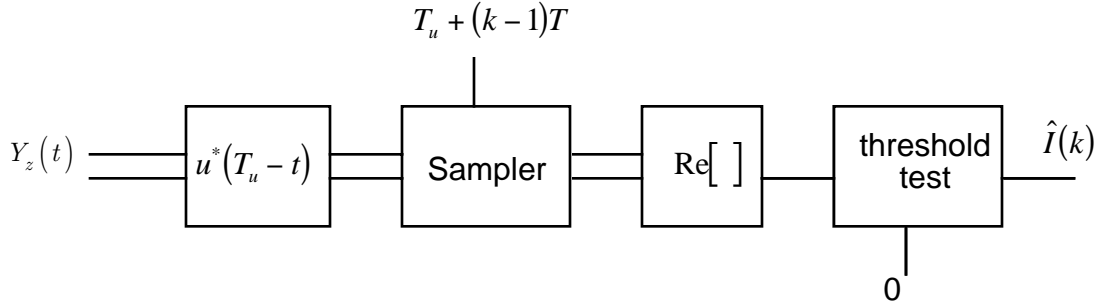 T_u + (k − 1)T
Y_z(t)
u*(T_u − t)
Sampler
Re[ ]
threshold
test
Î(k)
0